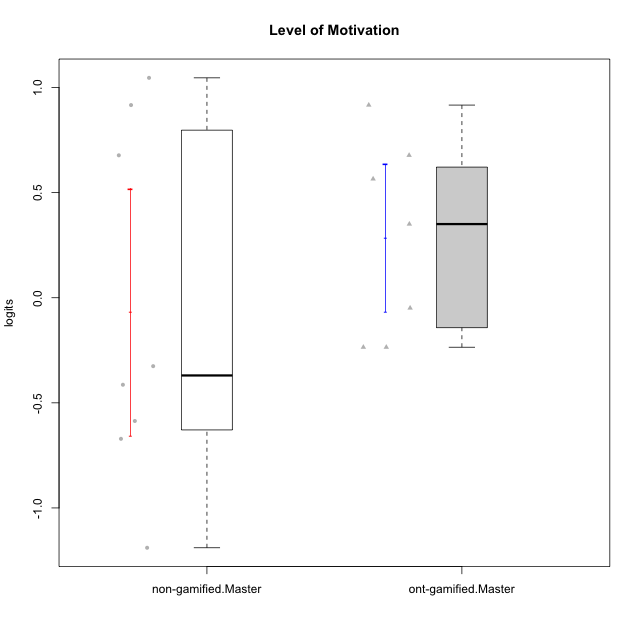 Level of Motivation
logits
1.0
0.5
0.0
-0.5
-1.0
non-gamified.Master
ont-gamified.Master